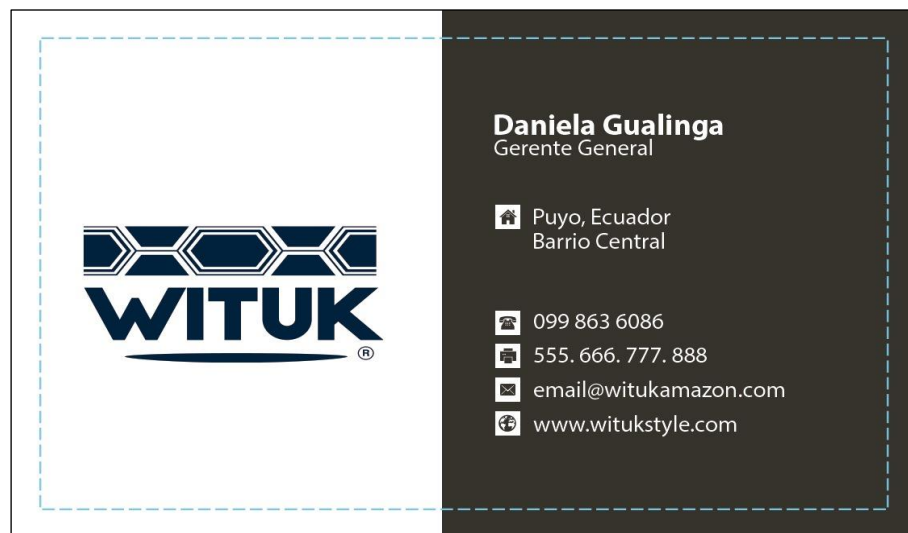 WITUK
®
Daniela Gualinga
Gerente General
Puyo, Ecuador
Barrio Central
099 863 6086
555. 666. 777. 888
email@witukamazon.com
www.witukstyle.com